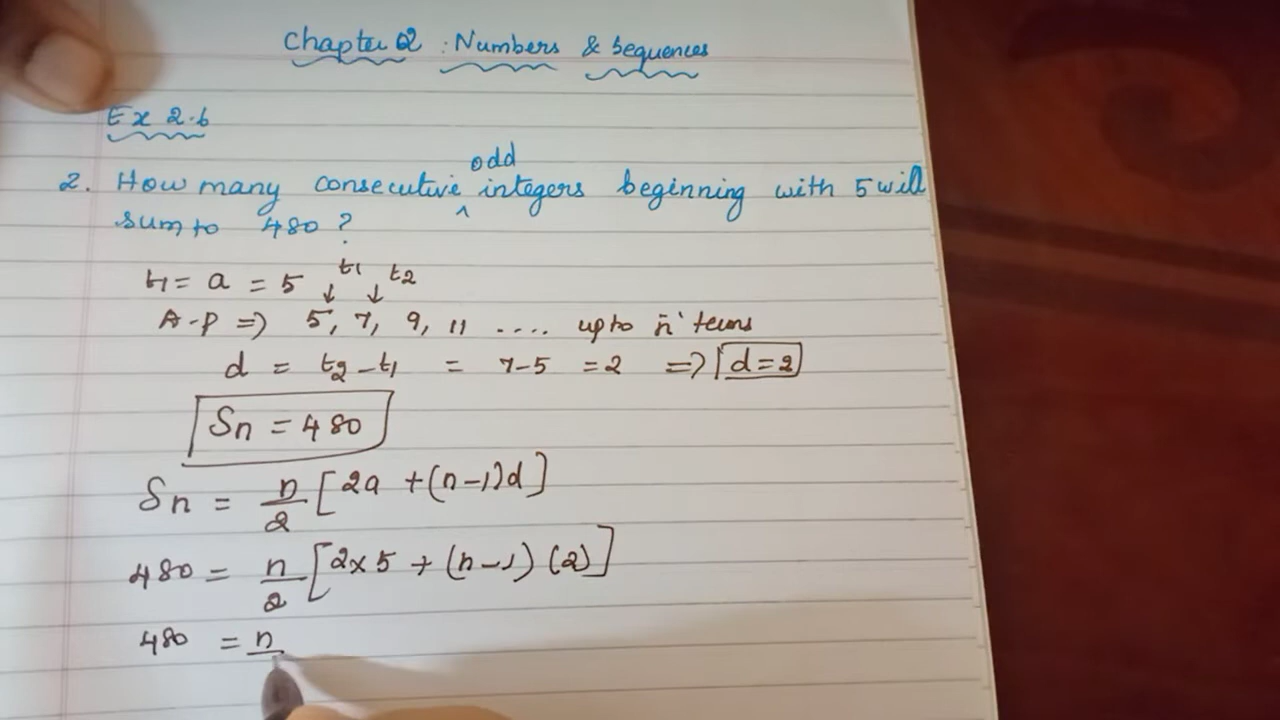 Chapter 2 : Numbers & Sequences
Ex 2.6
2. How many consecutive ^ odd integers beginning with 5 will
sum to 480 ?
t1 = a = 5 t1 t2
↓ ↓
A-P => 5, 7, 9, 11 .... upto 'n' terms
d = t2 - t1 = 7-5 = 2 => d = 2
Sn = 480
Sn = n/2 [2a + (n-1)d]
480 = n/2 [2x5 + (n-1) (2)]
480 = n